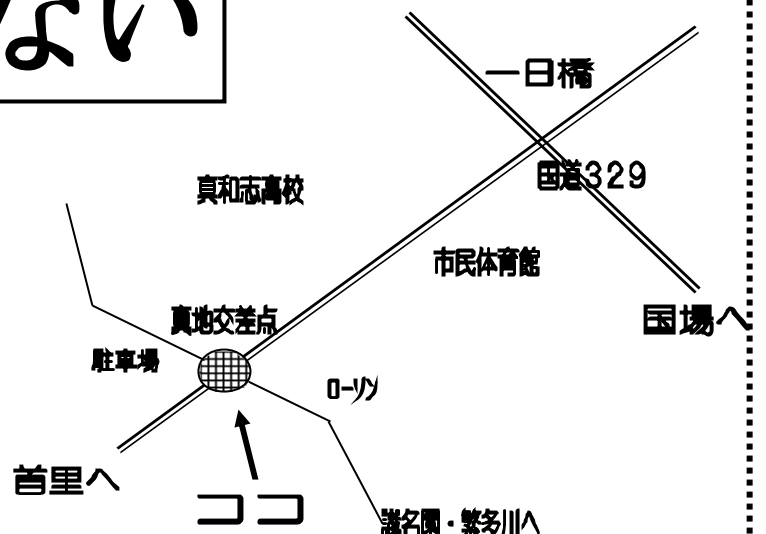 ない
一日橋
真和志高校
国道329
市民体育館
国場へ
真地交差点
駐車場
ローソン
首里へ
ココ
識名園・繁多川へ